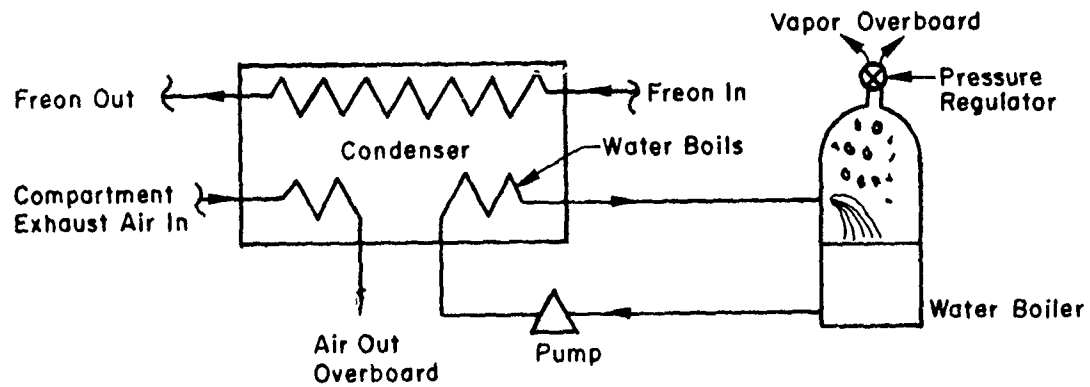 Vapor Overboard
Pressure
Regulator
Freon Out
Freon In
Condenser
Water Boils
Compartment
Exhaust Air In
Water Boiler
Air Out
Overboard
Pump